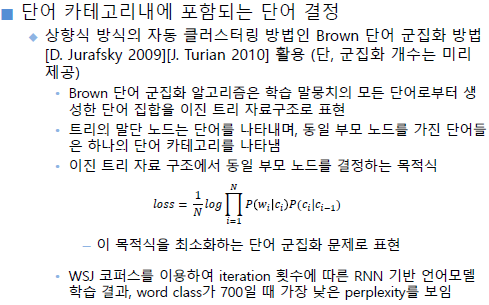 ■ 단어 카테고리내에 포함되는 단어 결정
◆ 상향식 방식의 자동 클러스터링 방법인 Brown 단어 군집화 방법
[D. Jurafsky 2009][J. Turian 2010] 활용 (단, 군집화 개수는 미리
제공)
▪ Brown 단어 군집화 알고리즘은 학습 말뭉치의 모든 단어로부터 생
성한 단어 집합을 이진 트리 자료구조로 표현
▪ 트리의 말단 노드는 단어를 나타내며, 동일 부모 노드를 가진 단어들
은 하나의 단어 카테고리를 나타냄
▪ 이진 트리 자료 구조에서 동일 부모 노드를 결정하는 목적식
loss = \frac{1}{N} log \prod_{i=1}^{N} P(w_i|c_i)P(c_i|c_{i-1})
– 이 목적식을 최소화하는 단어 군집화 문제로 표현
▪ WSJ 코퍼스를 이용하여 iteration 횟수에 따른 RNN 기반 언어모델
학습 결과, word class가 700일 때 가장 낮은 perplexity를 보임